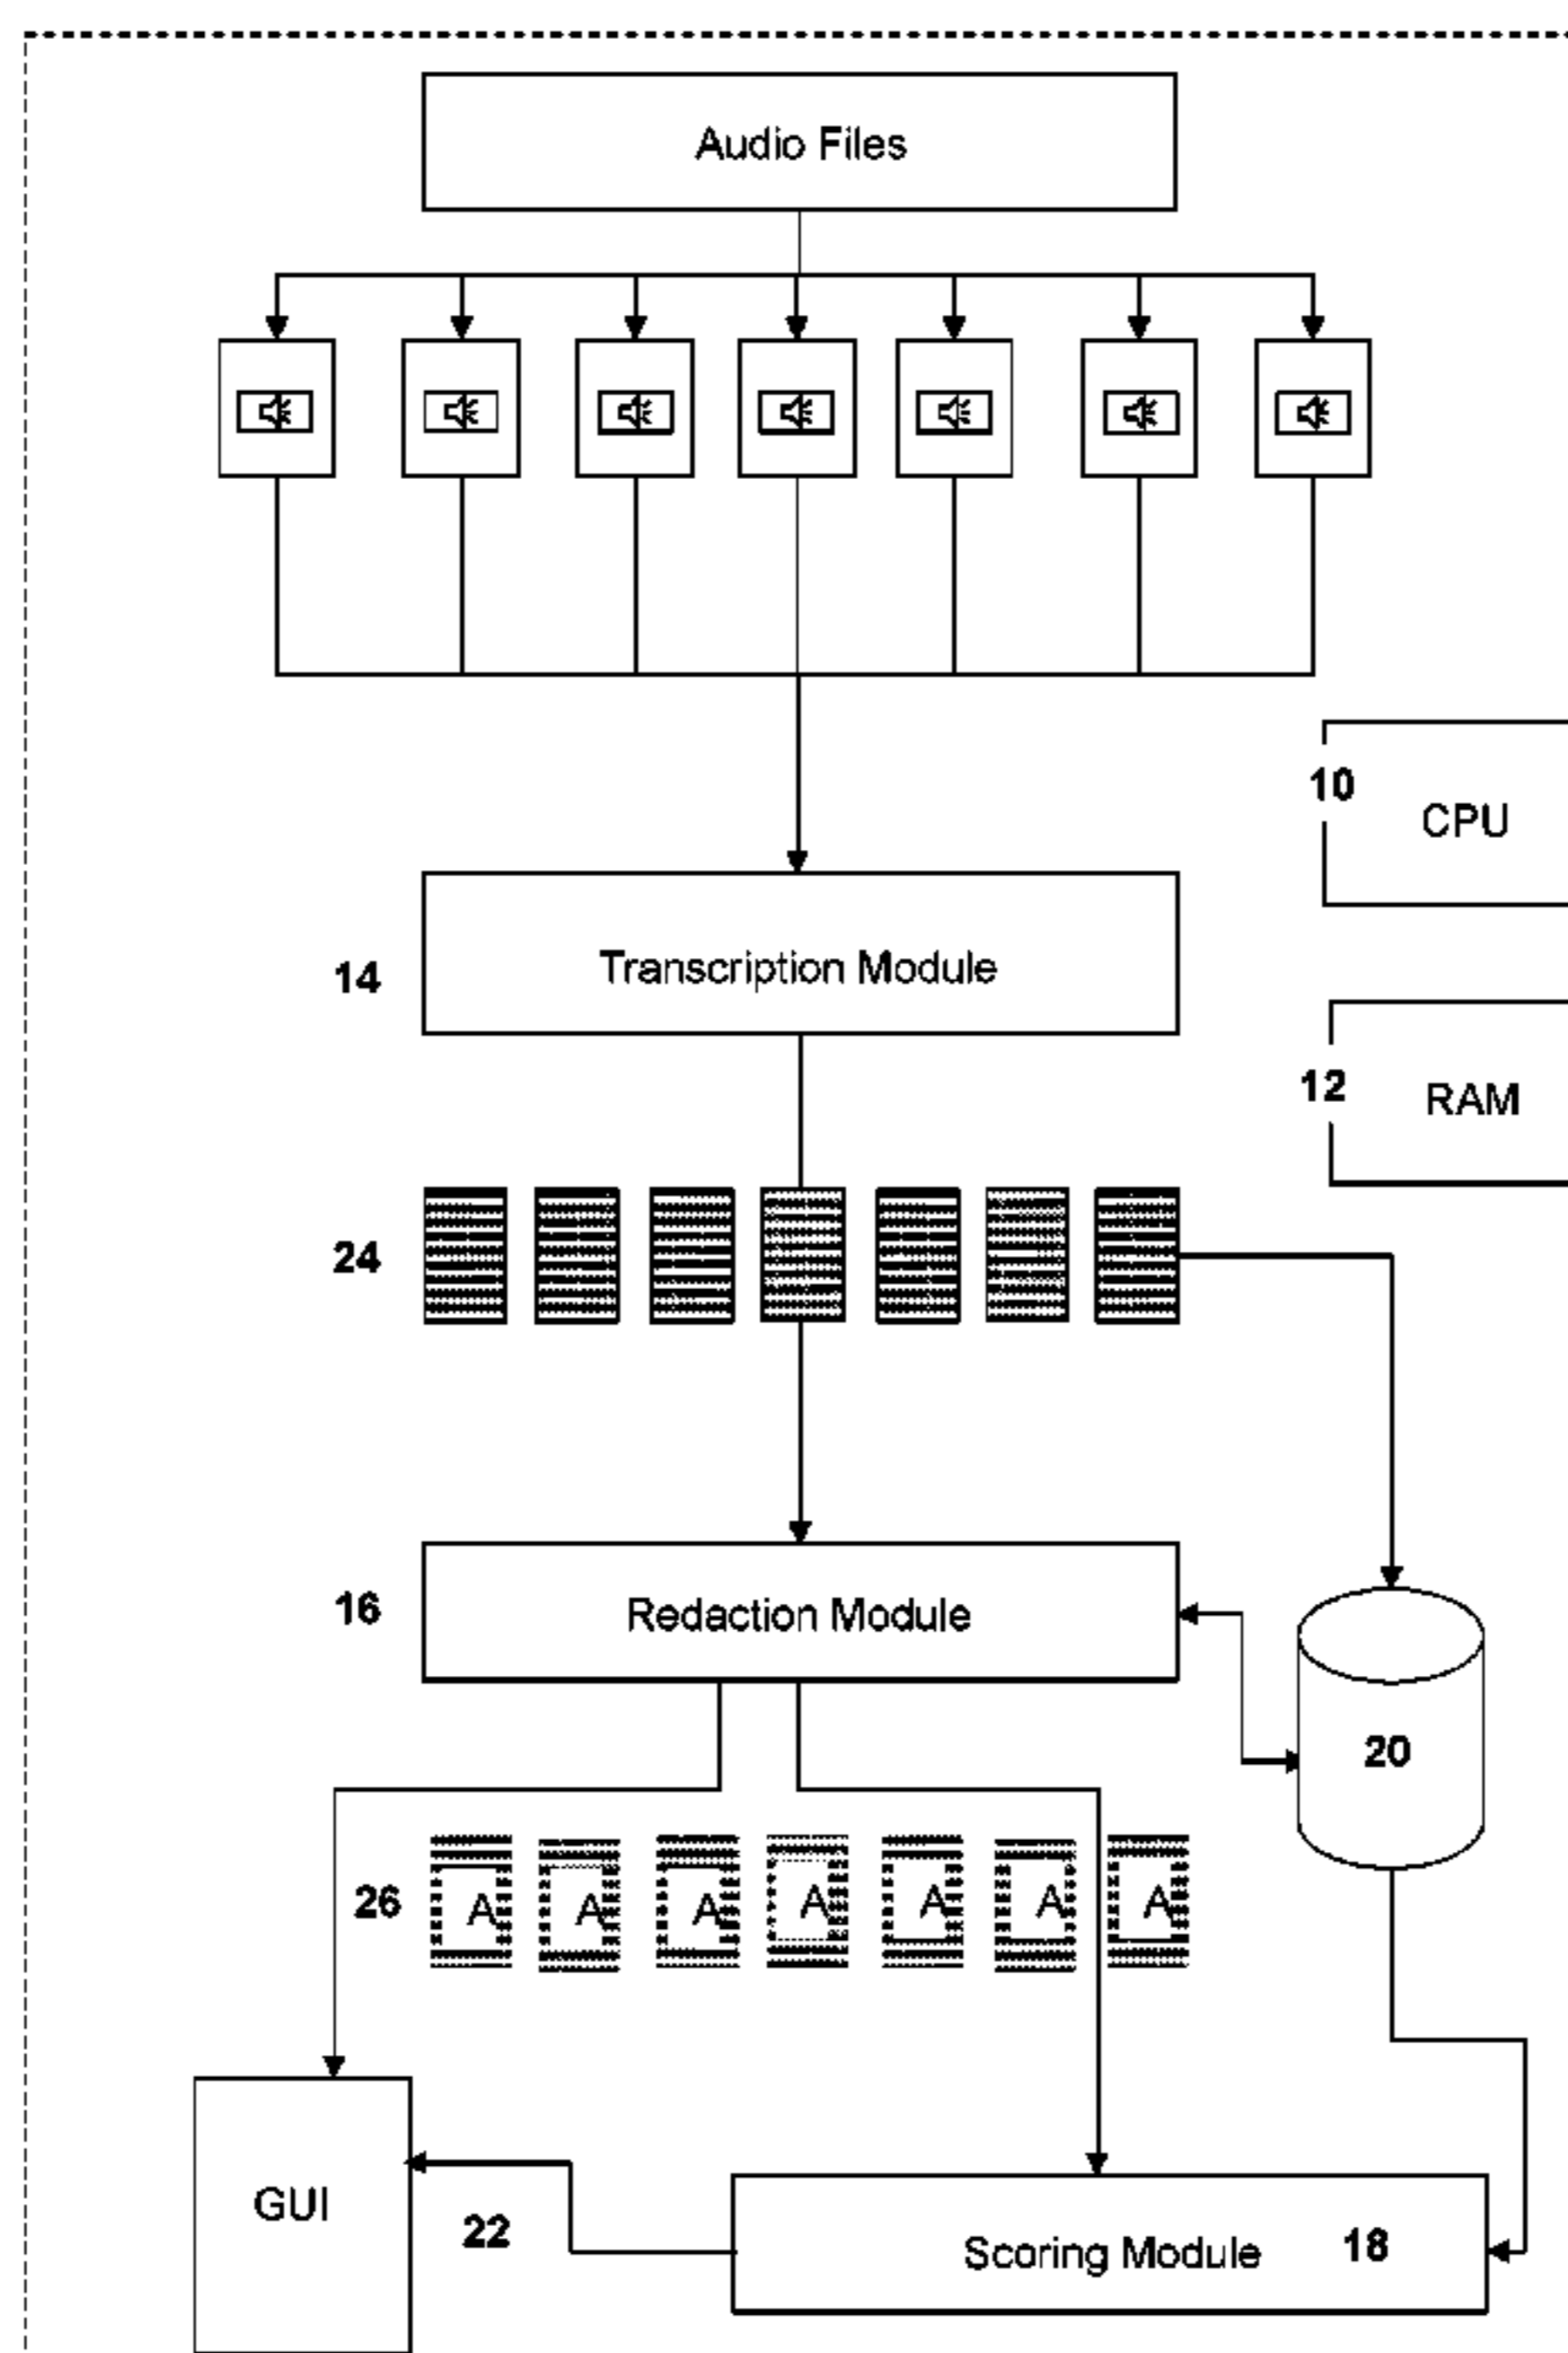 Audio Files
10
CPU
14
Transcription Module
12
RAM
24
16
Redaction Module
20
26
A A A A A A A
GUI
22
Scoring Module 18